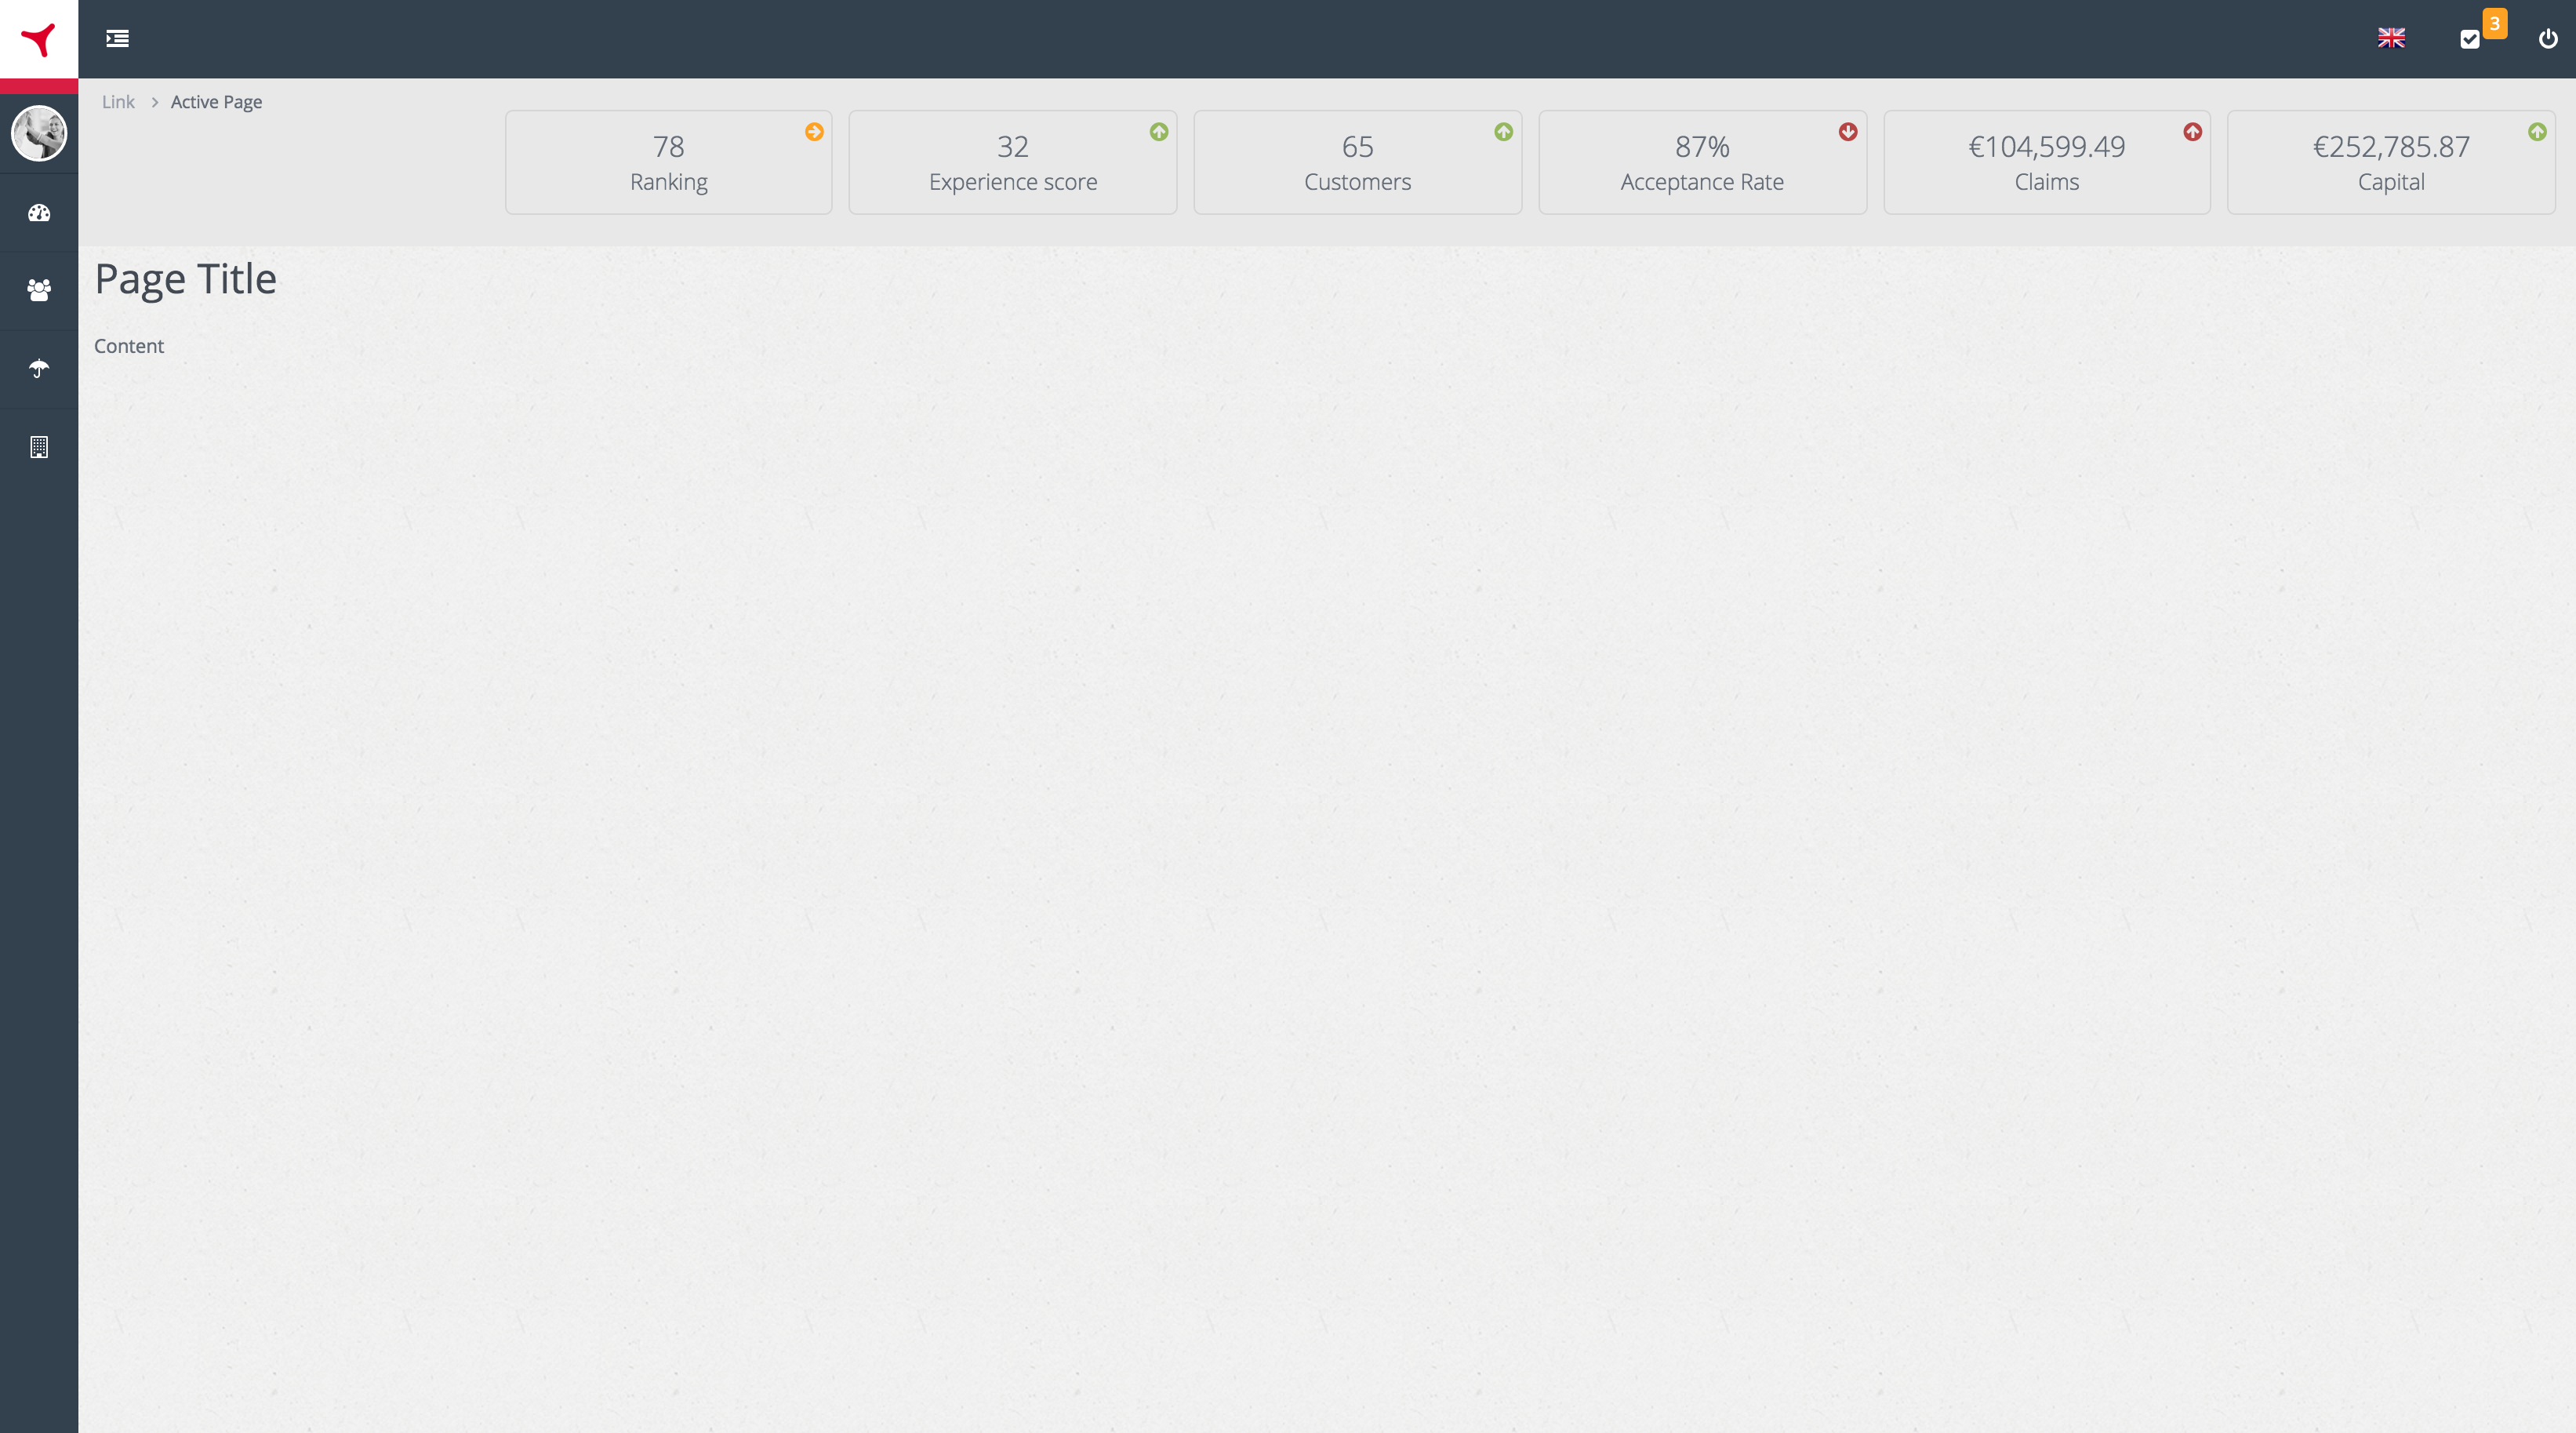 3
Link > Active Page
78
Ranking
32
Experience score
65
Customers
87%
Acceptance Rate
€104,599.49
Claims
€252,785.87
Capital
Page Title
Content